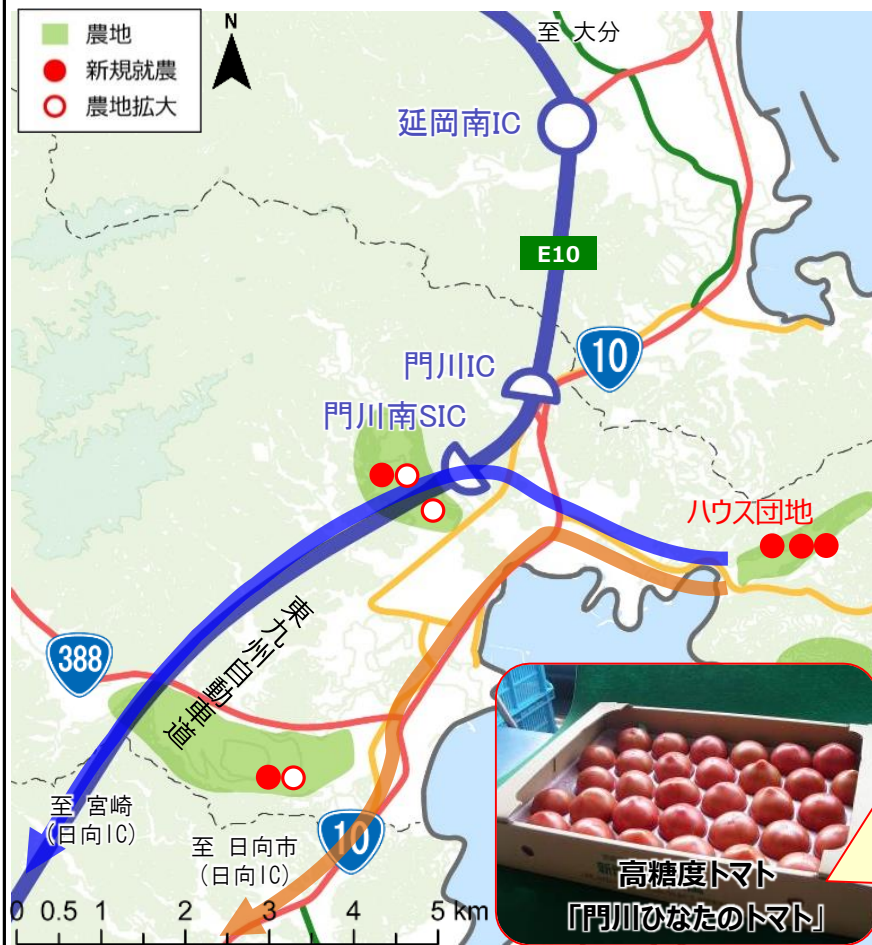 農地
新規就農
農地拡大
N
至 大分
延岡南IC
E10
10
門川IC
門川南SIC
ハウス団地
388
東九州自動車道
至 宮崎
(日向IC)
10
至 日向市
(日向IC)
0 0.5 1 2 3 4 5 km
高糖度トマト
「門川ひなたのトマト」